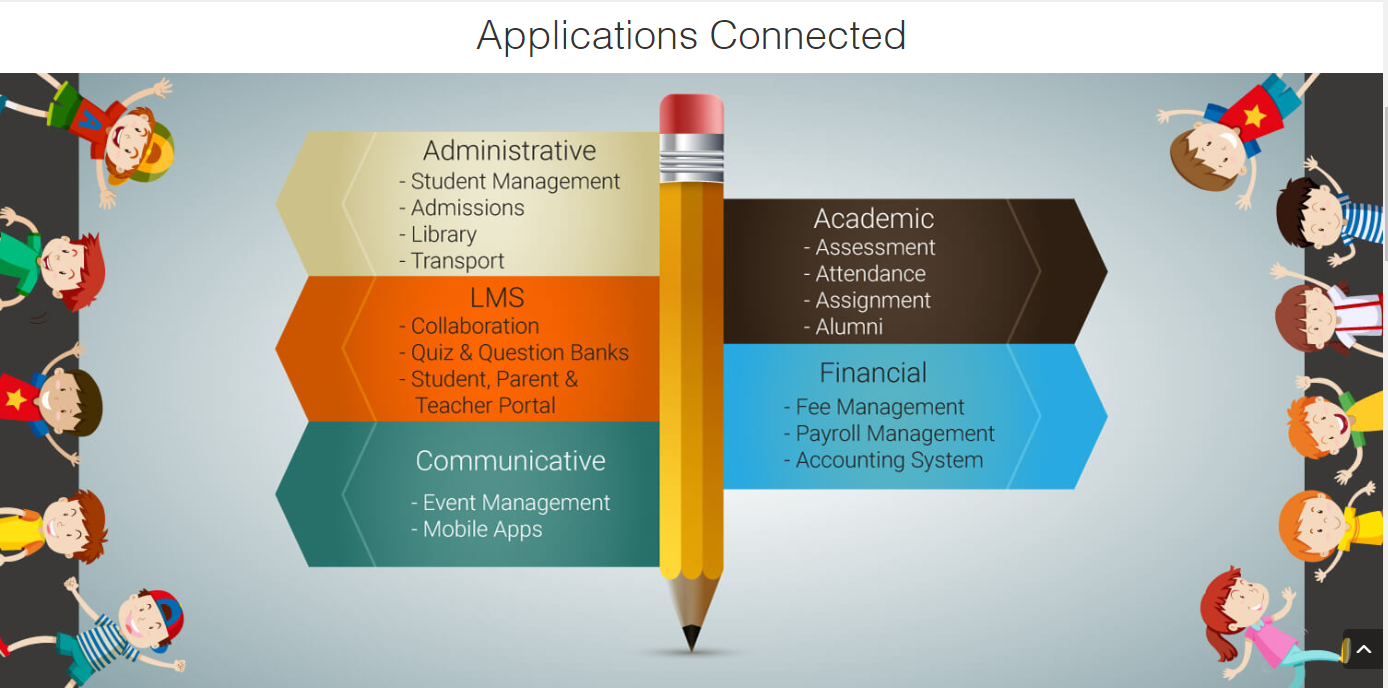 Applications Connected
Administrative
- Student Management
- Admissions
- Library
- Transport
LMS
- Collaboration
- Quiz & Question Banks
- Student, Parent &
Teacher Portal
Communicative
- Event Management
- Mobile Apps
Academic
- Assessment
- Attendance
- Assignment
- Alumni
Financial
- Fee Management
- Payroll Management
- Accounting System
A